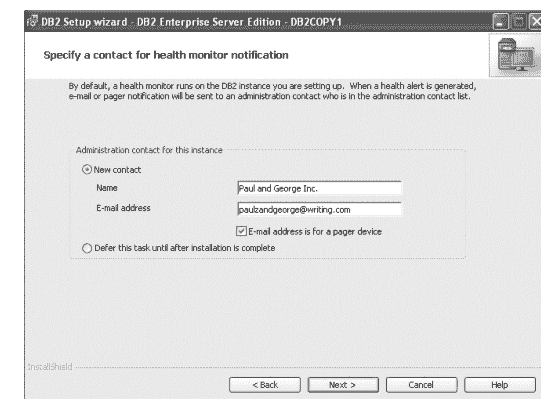 DB2 Setup wizard - DB2 Enterprise Server Edition - DB2COPY1
Specify a contact for health monitor notification
By default, a health monitor runs on the DB2 instance you are setting up. When a health alert is generated,
e-mail or pager notification will be sent to an administration contact who is in the administration contact list.
Administration contact for this instance
New contact
Name
Paul and George Inc.
E-mail address
paulzandgeorge@writing.com
E-mail address is for a pager device
Defer this task until after installation is complete
InstallShield
< Back
Next >
Cancel
Help